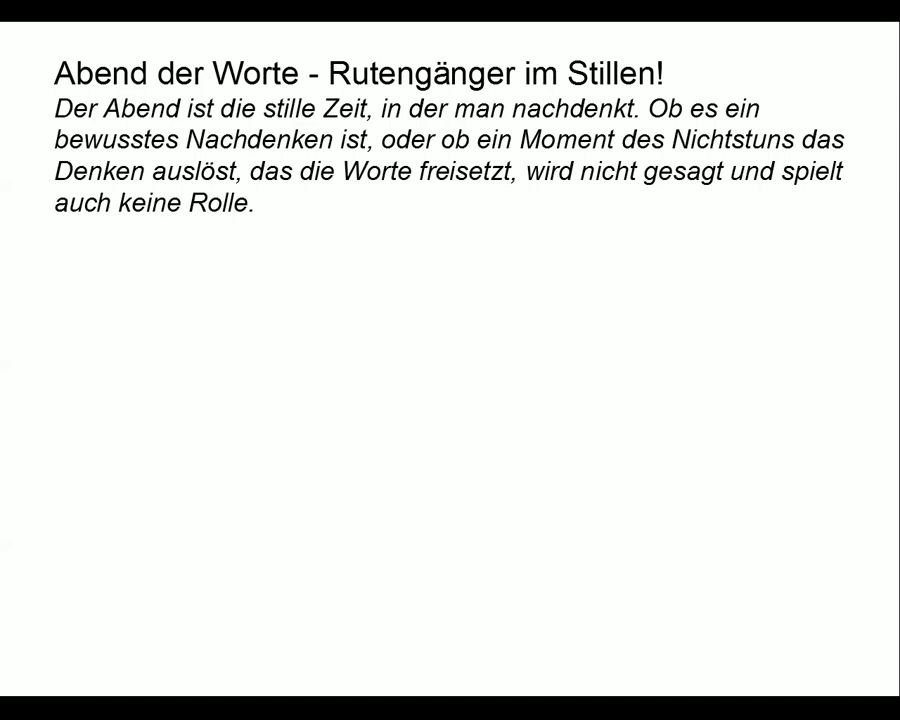 Abend der Worte - Rutengänger im Stillen!
Der Abend ist die stille Zeit, in der man nachdenkt. Ob es ein
bewusstes Nachdenken ist, oder ob ein Moment des Nichtstuns das
Denken auslöst, das die Worte freisetzt, wird nicht gesagt und spielt
auch keine Rolle.